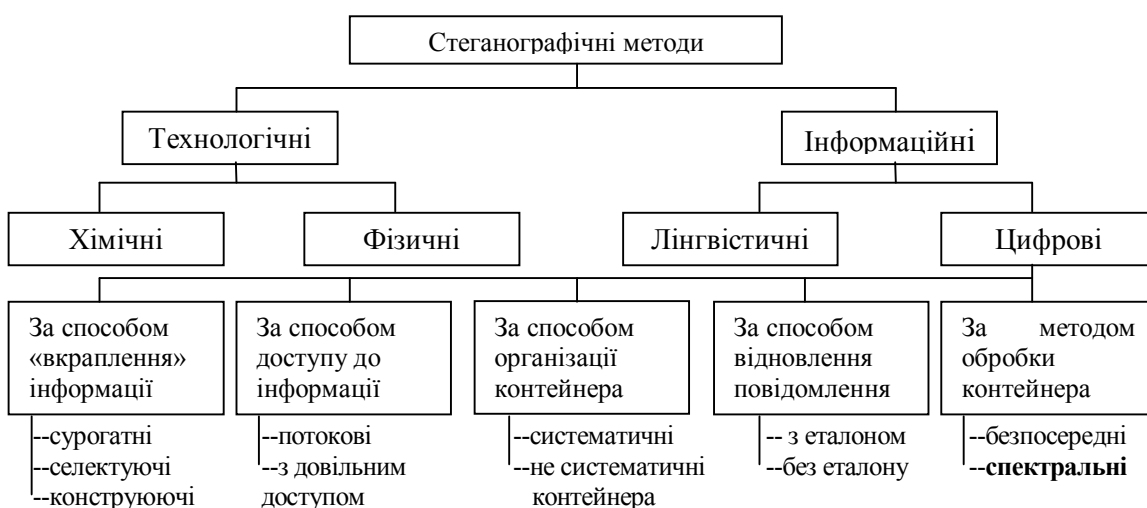 Стеганографічні методи
Технологічні
Інформаційні
Хімічні
Фізичні
Лінгвістичні
Цифрові
За способом
«вкраплення»
інформації
За способом
доступу до
інформації
За способом
організації
контейнера
За способом
відновлення
повідомлення
За методом
обробки
контейнера
--сурогатні
--селектуючі
--конструюючі
--потокові
--з довільним
доступом
--систематичні
--не систематичні
контейнера
-- з еталоном
--без еталону
--безпосередні
--спектральні